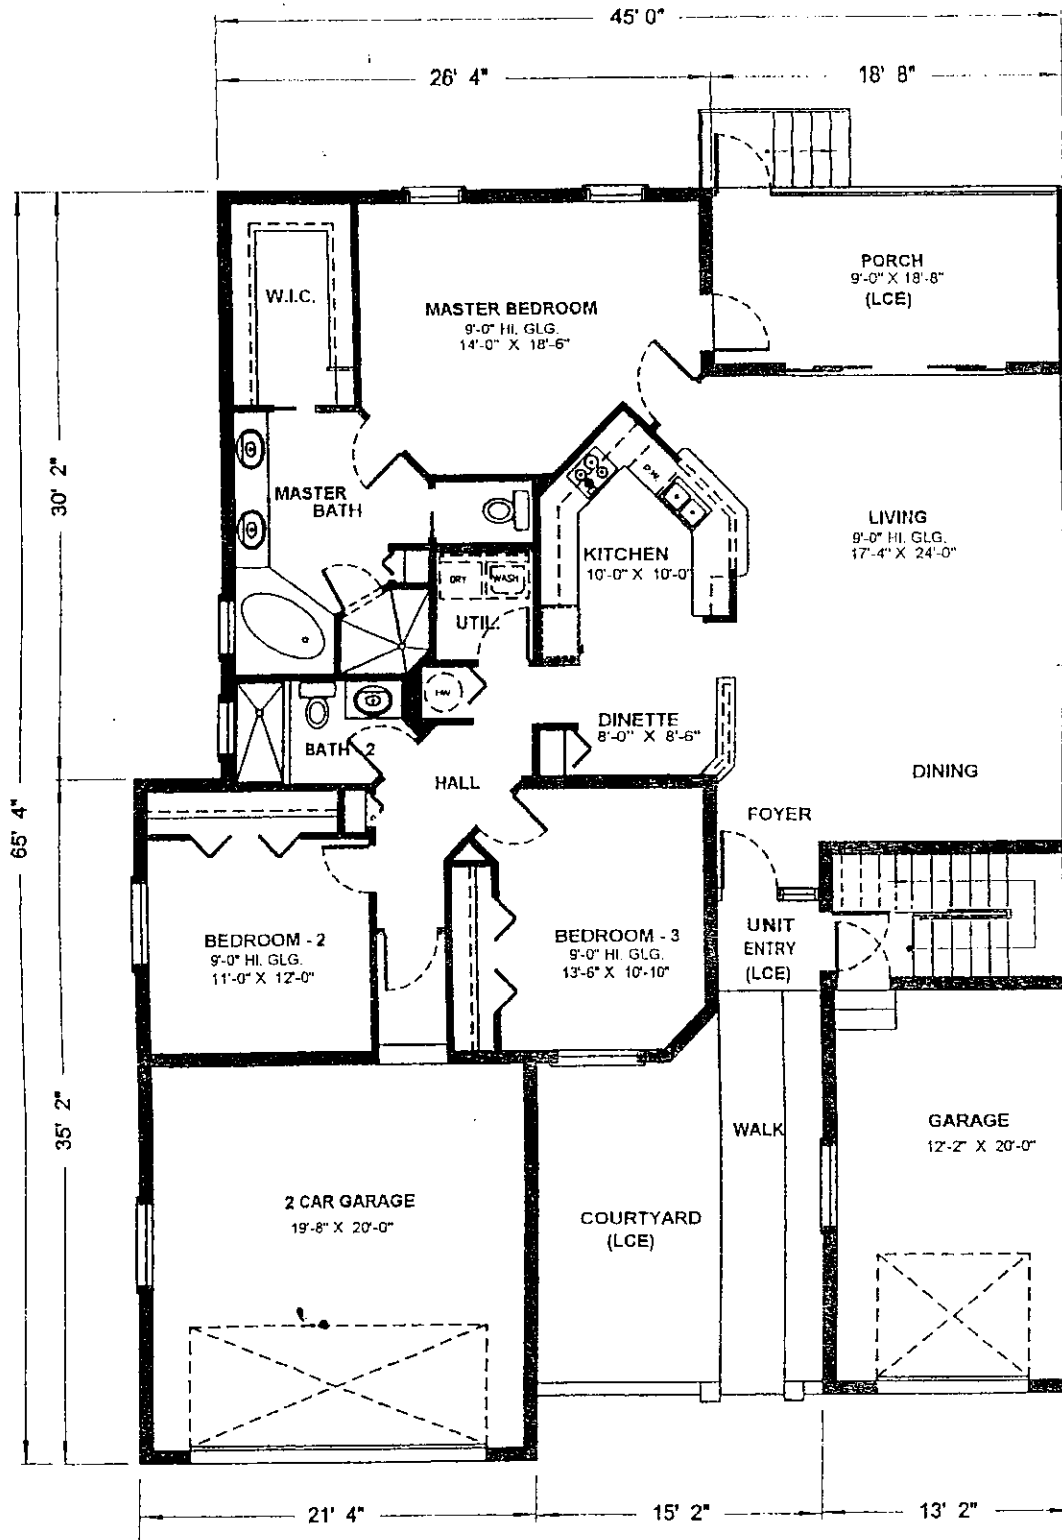 45' 0"
26' 4"
18' 8"
PORCH
9'-0" X 18'-8"
(LCE)
W.I.C.
MASTER BEDROOM
9'-0" HI. GLG.
14'-0" X 18'-6"
30' 2"
MASTER
BATH
LIVING
9'-0" HI. GLG.
17'-4" X 24'-0"
D.W.
KITCHEN
10'-0" X 10'-0"
DRY
WASH
UTIL.
HW
BATH - 2
DINETTE
8'-0" X 8'-6"
HALL
DINING
FOYER
65' 4"
BEDROOM - 2
9'-0" HI. GLG.
11'-0" X 12'-0"
BEDROOM - 3
9'-0" HI. GLG.
13'-6" X 10'-10"
UNIT
ENTRY
(LCE)
35' 2"
WALK
GARAGE
12'-2" X 20'-0"
2 CAR GARAGE
19'-8" X 20'-0"
COURTYARD
(LCE)
21' 4"
15' 2"
13' 2"